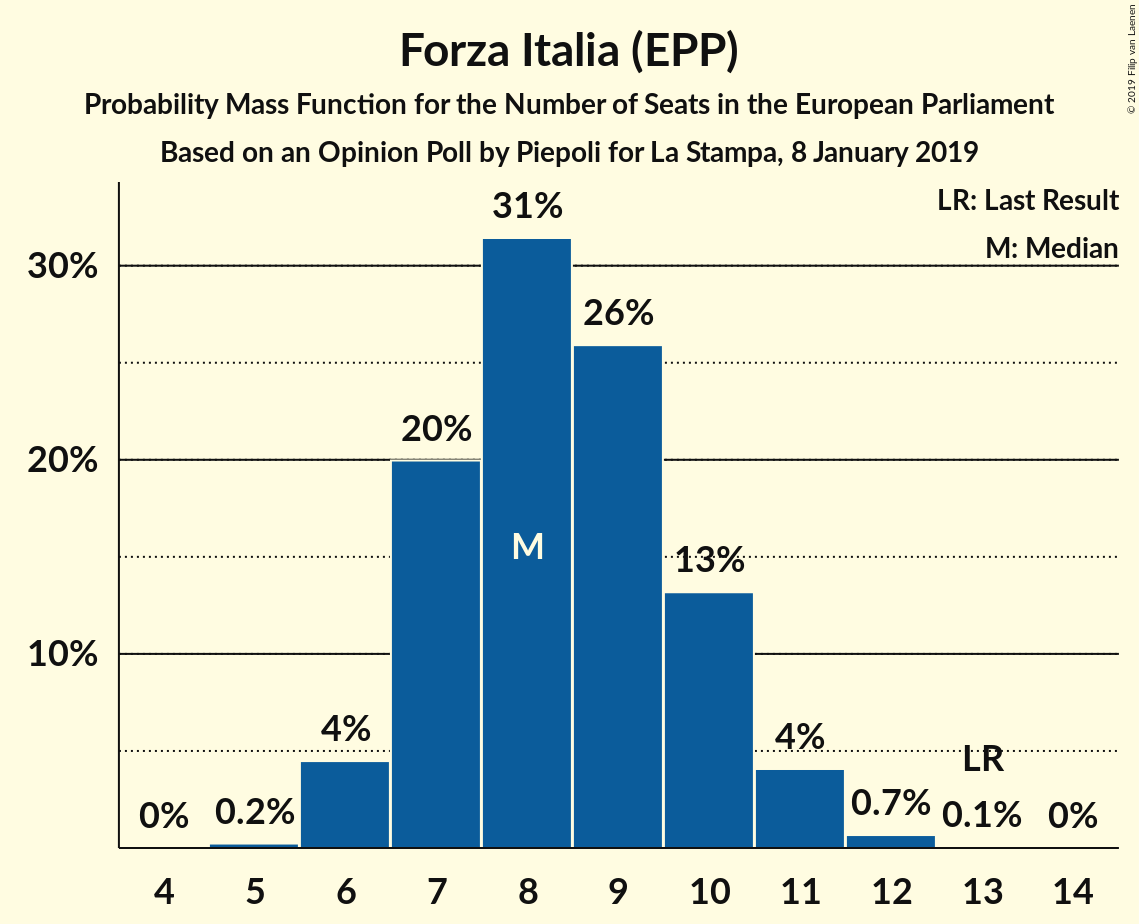 Forza Italia (EPP)
Probability Mass Function for the Number of Seats in the European Parliament
Based on an Opinion Poll by Piepoli for La Stampa, 8 January 2019
© 2019 Filip van Laenen
LR: Last Result
M: Median
30%
20%
10%
0%
0.2%
4%
20%
31%
M
26%
13%
4%
0.7%
LR
0.1%
0%
4 5 6 7 8 9 10 11 12 13 14